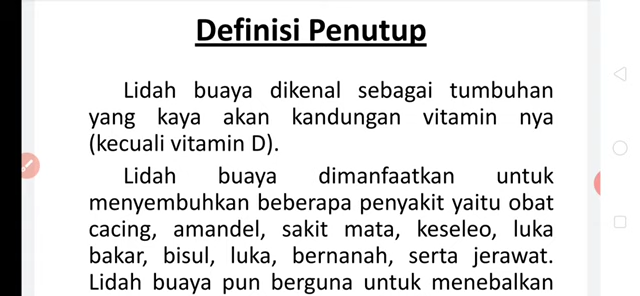 Definisi Penutup
Lidah buaya dikenal sebagai tumbuhan
yang kaya akan kandungan vitamin nya
(kecuali vitamin D).
Lidah buaya dimanfaatkan untuk
menyembuhkan beberapa penyakit yaitu obat
cacing, amandel, sakit mata, keseleo, luka
bakar, bisul, luka, bernanah, serta jerawat.
Lidah buaya pun berguna untuk menebalkan